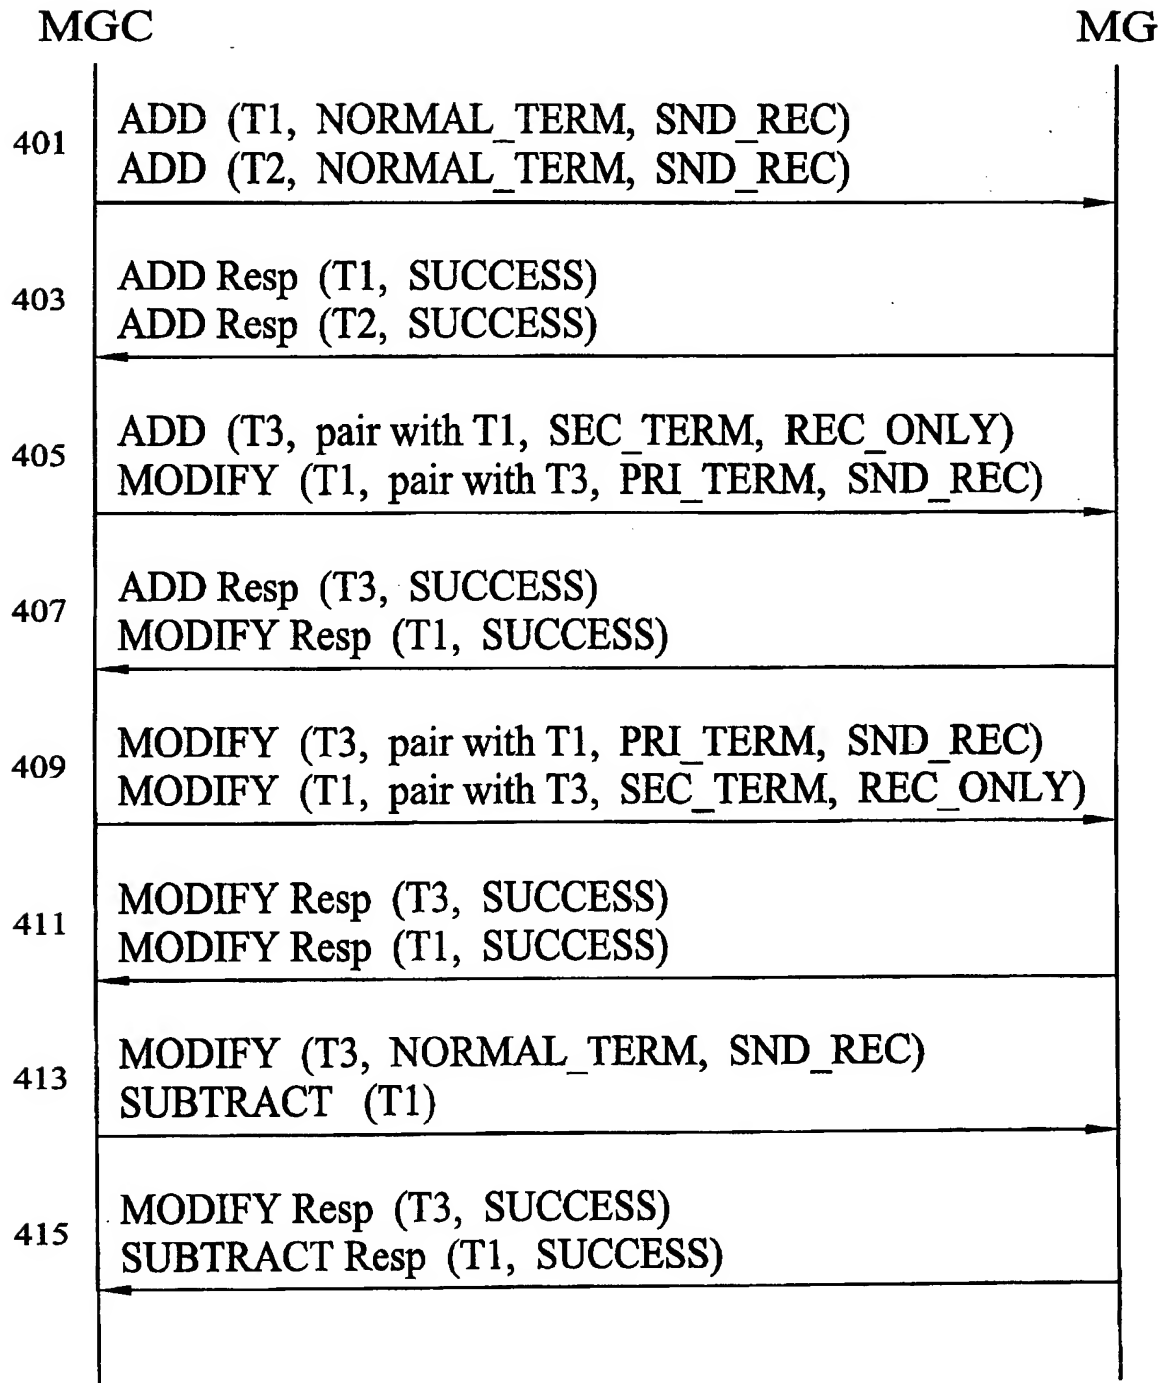 MGC MG
401
ADD (T1, NORMAL_TERM, SND_REC)
ADD (T2, NORMAL_TERM, SND_REC)
403
ADD Resp (T1, SUCCESS)
ADD Resp (T2, SUCCESS)
405
ADD (T3, pair with T1, SEC_TERM, REC_ONLY)
MODIFY (T1, pair with T3, PRI_TERM, SND_REC)
407
ADD Resp (T3, SUCCESS)
MODIFY Resp (T1, SUCCESS)
409
MODIFY (T3, pair with T1, PRI_TERM, SND_REC)
MODIFY (T1, pair with T3, SEC_TERM, REC_ONLY)
411
MODIFY Resp (T3, SUCCESS)
MODIFY Resp (T1, SUCCESS)
413
MODIFY (T3, NORMAL_TERM, SND_REC)
SUBTRACT (T1)
415
MODIFY Resp (T3, SUCCESS)
SUBTRACT Resp (T1, SUCCESS)